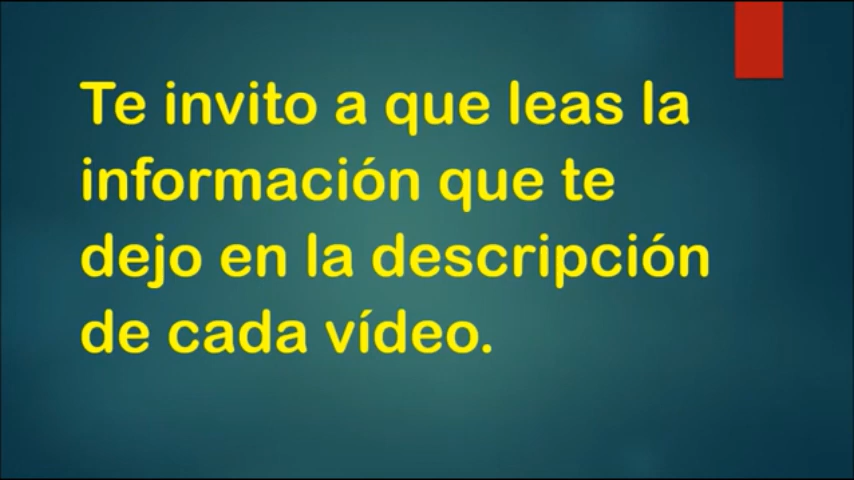 Te invito a que leas la
información que te
dejo en la descripción
de cada vídeo.